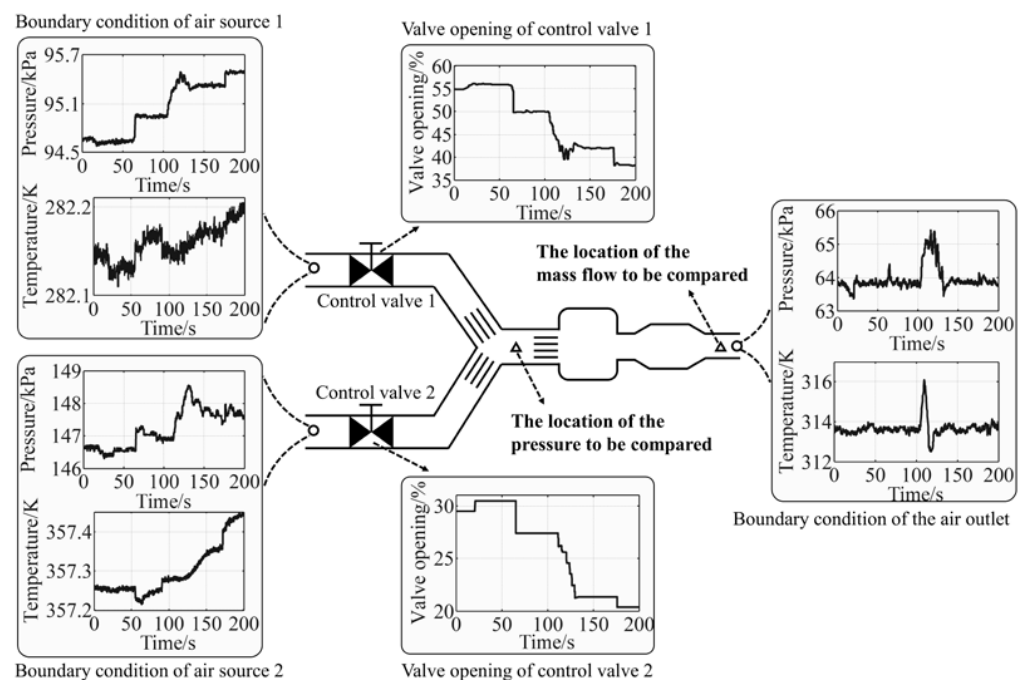 Boundary condition of air source 1
Pressure/kPa
95.7
95.1
94.5
0 50 100 150 200
Time/s
Temperature/K
282.2
282.1
0 50 100 150 200
Time/s
Valve opening of control valve 1
Valve opening/%
60
55
50
45
40
35
0 50 100 150 200
Time/s
Control valve 1
The location of the
mass flow to be compared
Pressure/kPa
66
65
64
63
0 50 100 150 200
Time/s
Temperature/K
316
314
312
0 50 100 150 200
Time/s
Boundary condition of the air outlet
Pressure/kPa
149
148
147
146
0 50 100 150 200
Time/s
Temperature/K
357.4
357.3
357.2
0 50 100 150 200
Time/s
Boundary condition of air source 2
Control valve 2
The location of the
pressure to be compared
Valve opening/%
30
25
20
0 50 100 150 200
Time/s
Valve opening of control valve 2